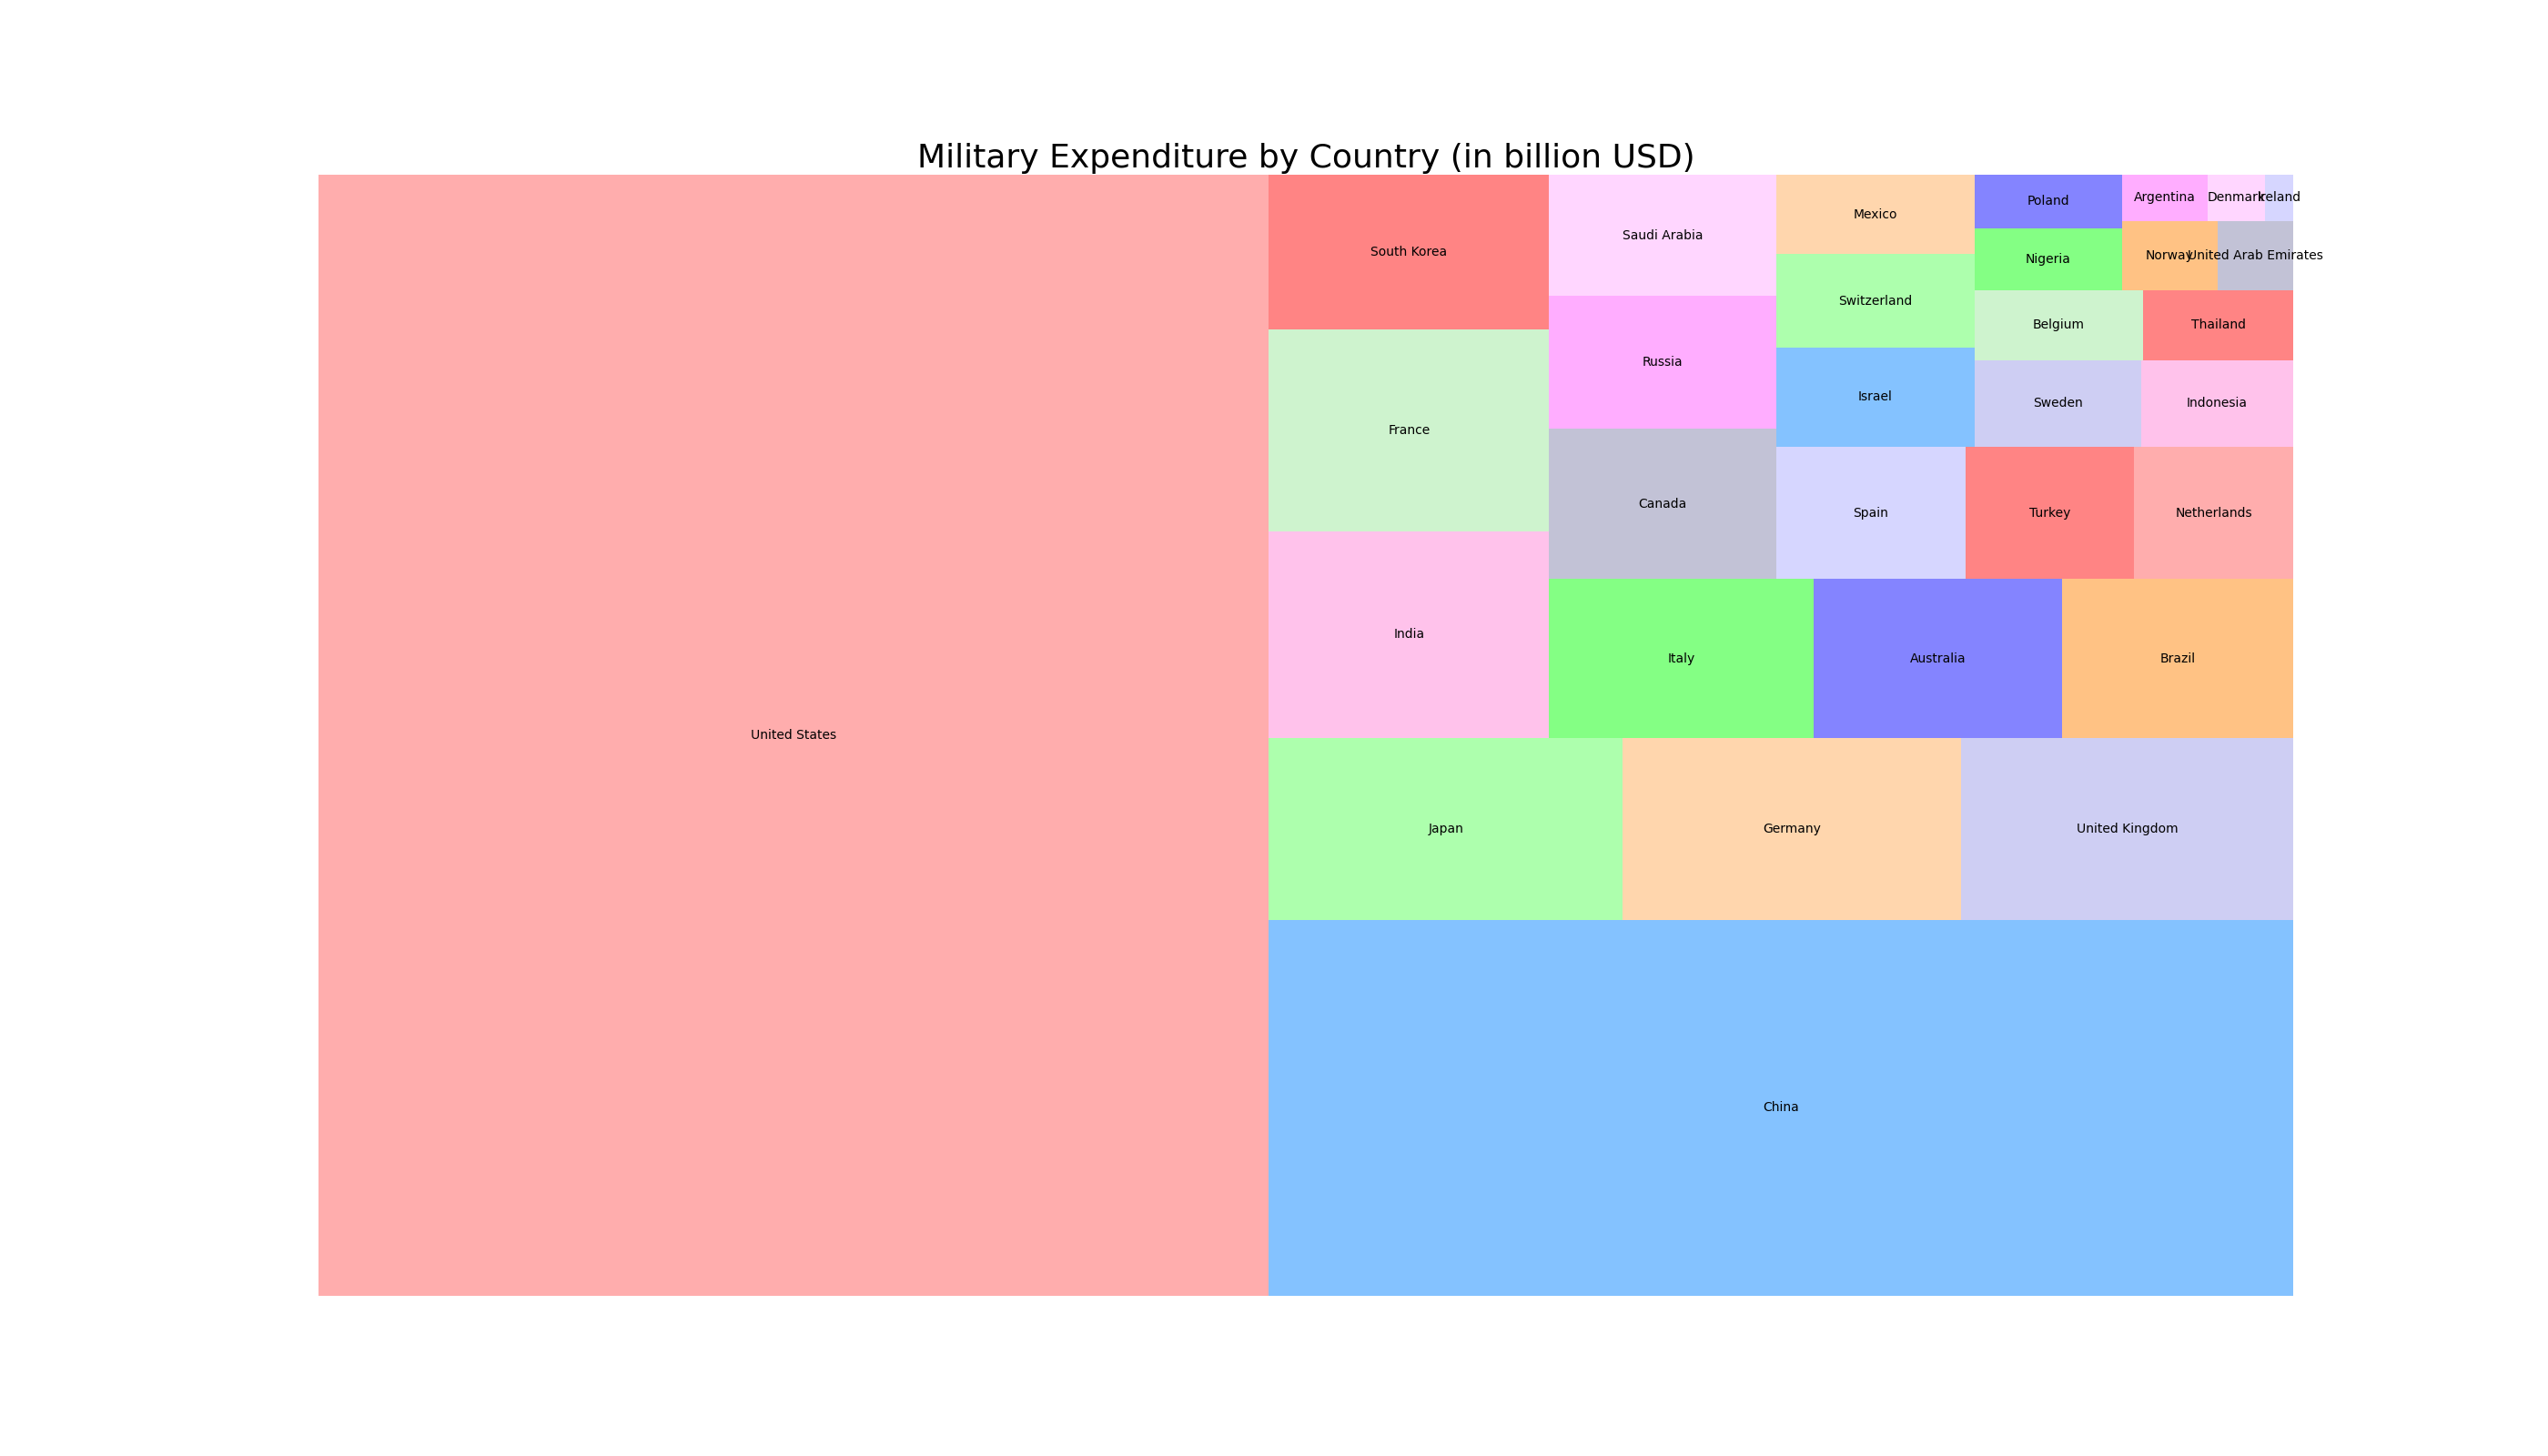 Military Expenditure by Country (in billion USD)
United States
South Korea
France
India
Saudi Arabia
Russia
Canada
Mexico
Switzerland
Israel
Poland
Nigeria
Argentina
Denmark
Ireland
Norway
United Arab Emirates
Belgium
Thailand
Sweden
Indonesia
Spain
Turkey
Netherlands
Italy
Australia
Brazil
Japan
Germany
United Kingdom
China